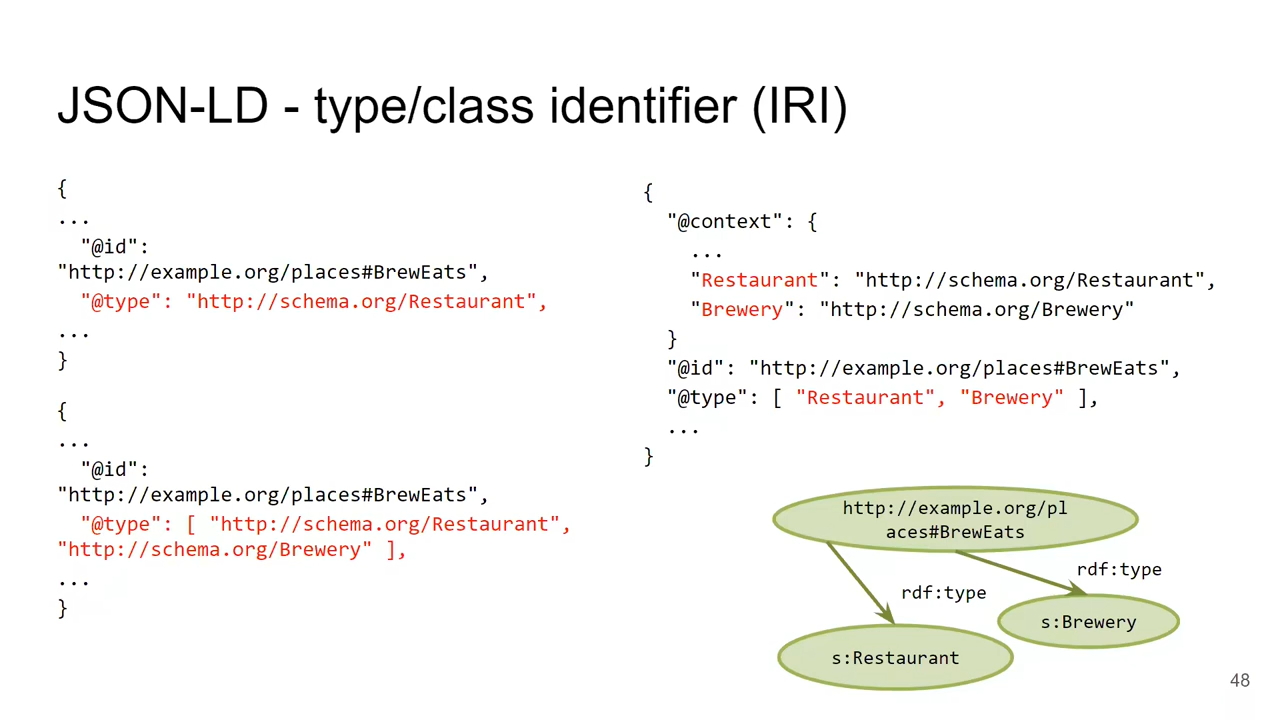 JSON-LD - type/class identifier (IRI)
{
...
"@id":
"http://example.org/places#BrewEats",
"@type": "http://schema.org/Restaurant",
...
}
{
...
"@id":
"http://example.org/places#BrewEats",
"@type": [ "http://schema.org/Restaurant",
"http://schema.org/Brewery" ],
...
}
{
"@context": {
...
"Restaurant": "http://schema.org/Restaurant",
"Brewery": "http://schema.org/Brewery"
}
"@id": "http://example.org/places#BrewEats",
"@type": [ "Restaurant", "Brewery" ],
...
}
http://example.org/pl
aces#BrewEats
rdf:type
rdf:type
s:Brewery
s:Restaurant
48